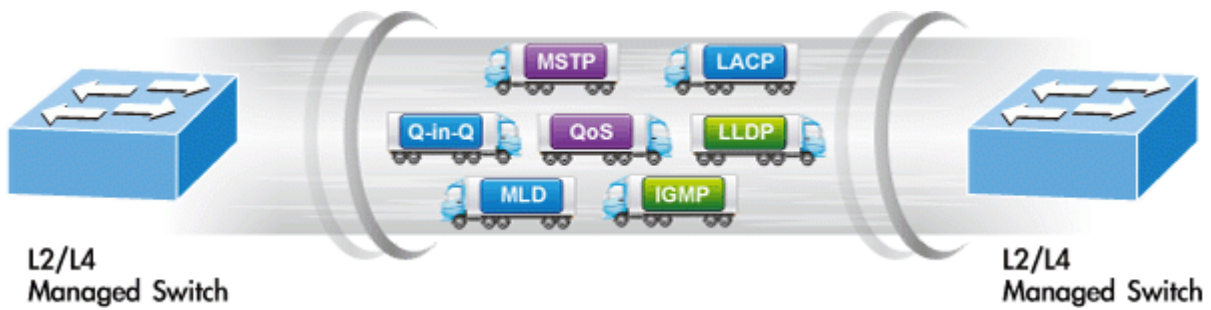 MSTP
LACP
Q-in-Q
QoS
LLDP
MLD
IGMP
L2/L4
Managed Switch
L2/L4
Managed Switch